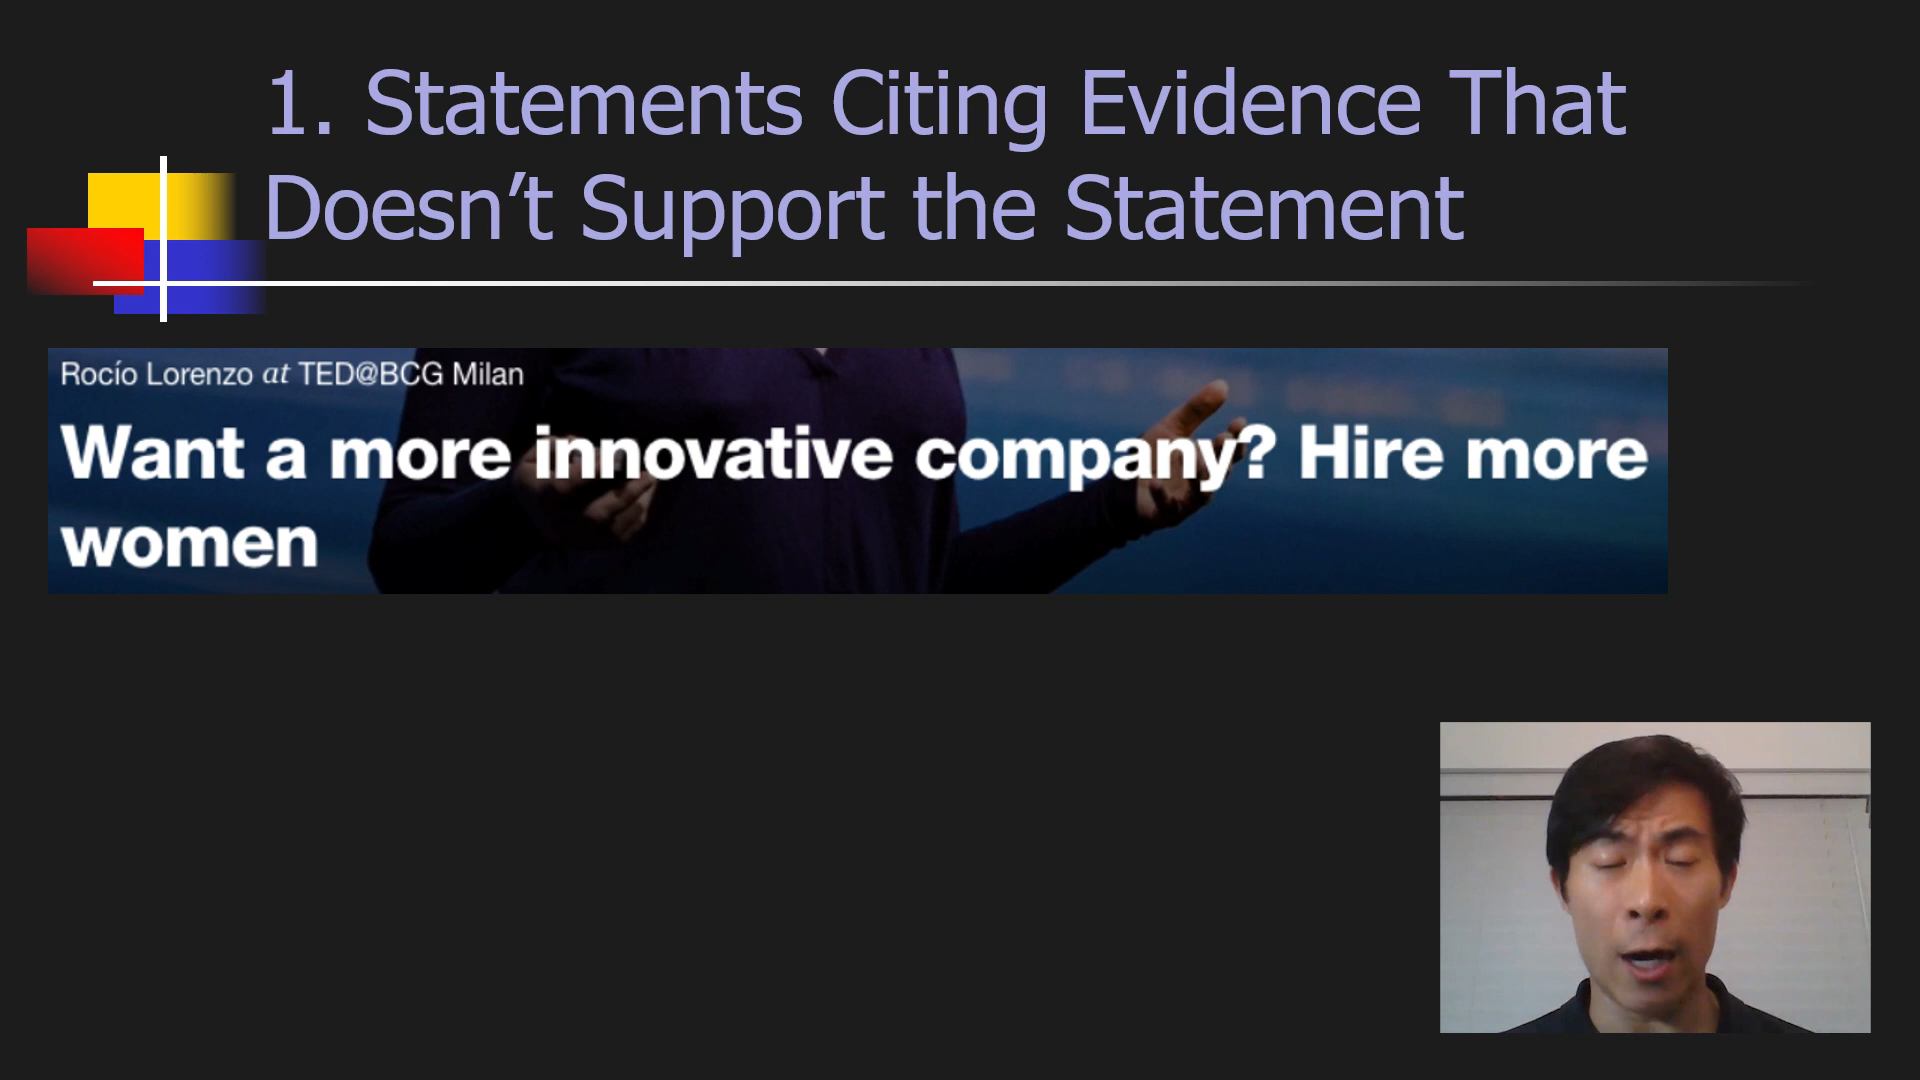 1. Statements Citing Evidence That
Doesn’t Support the Statement
Rocío Lorenzo at TED@BCG Milan
Want a more innovative company? Hire more
women